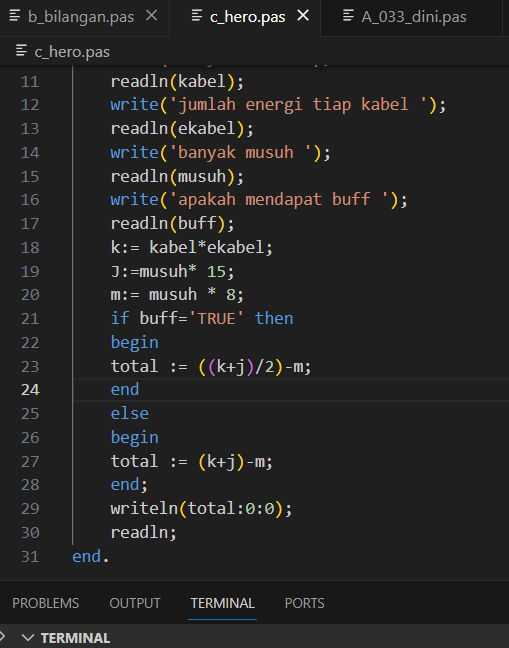 b_bilangan.pas c_hero.pas A_033_dini.pas
c_hero.pas
11 readln(kabel);
12 write('jumlah energi tiap kabel ');
13 readln(ekabel);
14 write('banyak musuh ');
15 readln(musuh);
16 write('apakah mendapat buff ');
17 readln(buff);
18 k:= kabel*ekabel;
19 J:=musuh* 15;
20 m:= musuh * 8;
21 if buff='TRUE' then
22 begin
23 total := ((k+j)/2)-m;
24 end
25 else
26 begin
27 total := (k+j)-m;
28 end;
29 writeln(total:0:0);
30 readln;
31 end.
PROBLEMS OUTPUT TERMINAL PORTS
TERMINAL